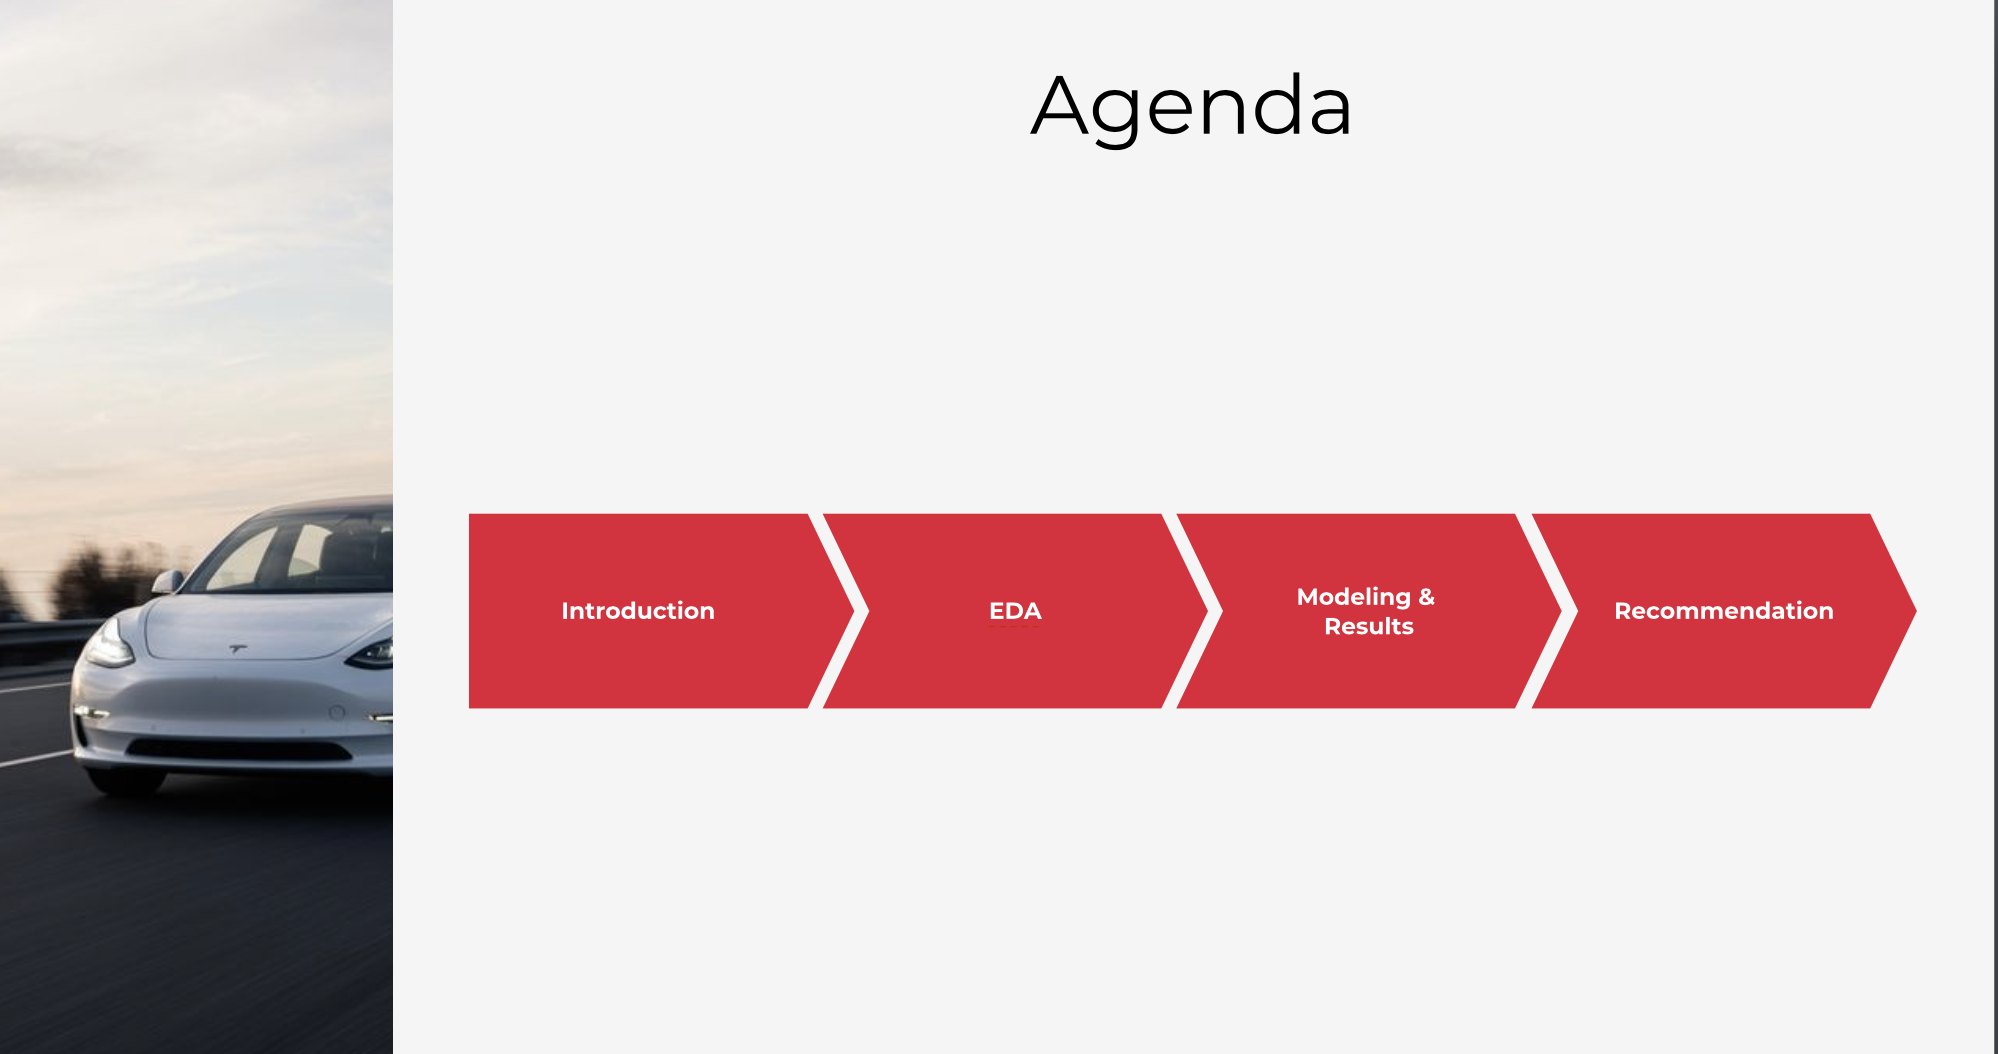 Agenda
Introduction
EDA
Modeling &
Results
Recommendation